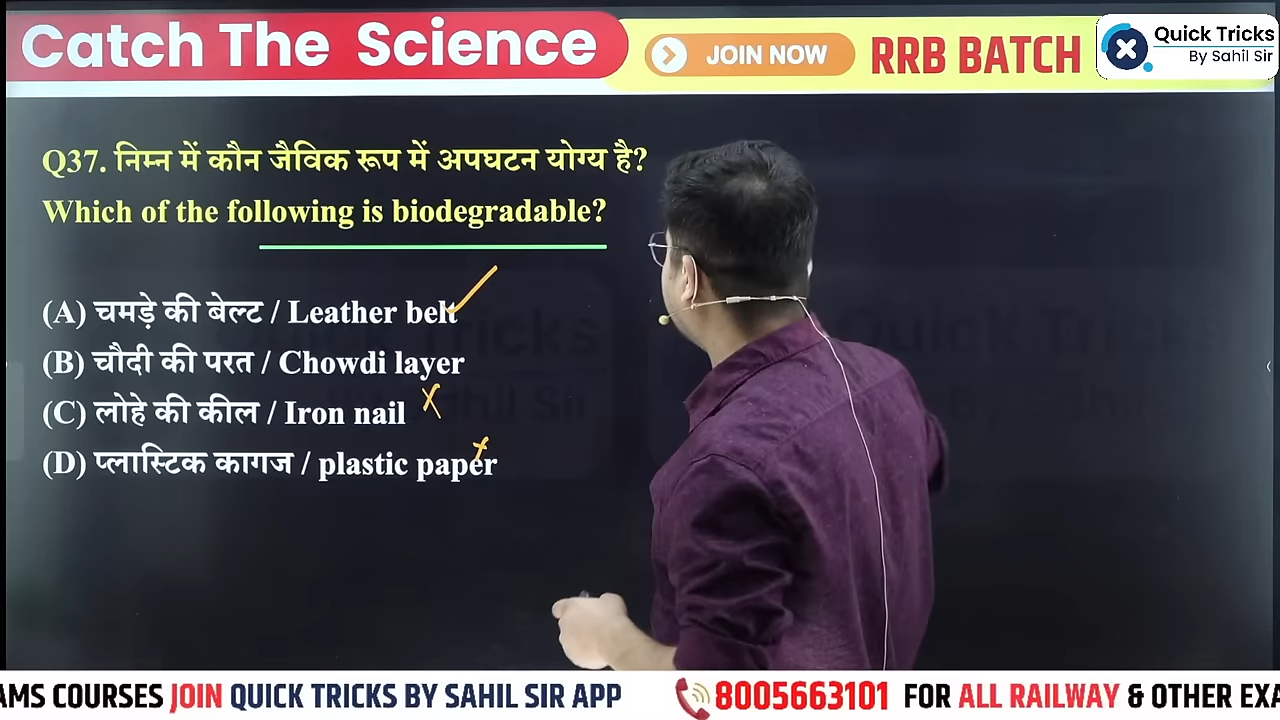 Catch The Science
JOIN NOW
RRB BATCH
Quick Tricks
By Sahil Sir
Q37. निम्न में कौन जैविक रूप में अपघटन योग्य है?
Which of the following is biodegradable?
(A) चमड़े की बेल्ट / Leather belt
(B) चौदी की परत / Chowdi layer
(C) लोहे की कील / Iron nail
(D) प्लास्टिक कागज / plastic paper
AMS COURSES JOIN QUICK TRICKS BY SAHIL SIR APP
8005663101 FOR ALL RAILWAY & OTHER EXA